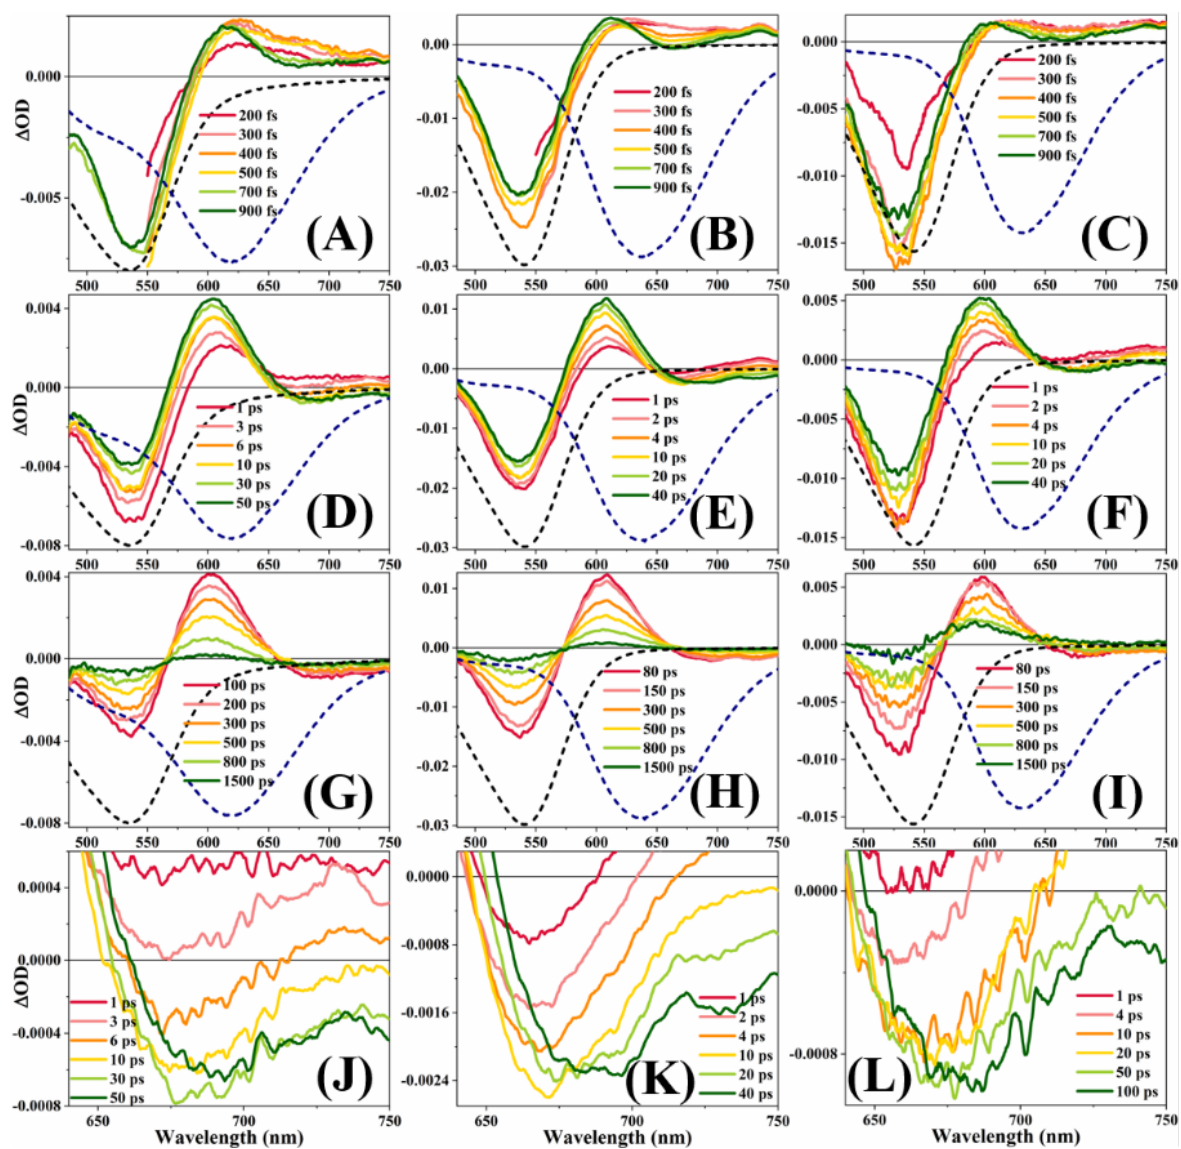 ΔOD
0.000
-0.005
200 fs
300 fs
400 fs
500 fs
700 fs
900 fs
(A)
500 550 600 650 700 750
0.00
-0.01
-0.02
-0.03
200 fs
300 fs
400 fs
500 fs
700 fs
900 fs
(B)
500 550 600 650 700 750
0.000
-0.005
-0.010
-0.015
200 fs
300 fs
400 fs
500 fs
700 fs
900 fs
(C)
500 550 600 650 700 750
ΔOD
0.004
0.000
-0.004
-0.008
1 ps
3 ps
6 ps
10 ps
30 ps
50 ps
(D)
500 550 600 650 700 750
0.01
0.00
-0.01
-0.02
-0.03
1 ps
2 ps
4 ps
10 ps
20 ps
40 ps
(E)
500 550 600 650 700 750
0.005
0.000
-0.005
-0.010
-0.015
1 ps
2 ps
4 ps
10 ps
20 ps
40 ps
(F)
500 550 600 650 700 750
ΔOD
0.004
0.000
-0.004
-0.008
100 ps
200 ps
300 ps
500 ps
800 ps
1500 ps
(G)
500 550 600 650 700 750
0.01
0.00
-0.01
-0.02
-0.03
80 ps
150 ps
300 ps
500 ps
800 ps
1500 ps
(H)
500 550 600 650 700 750
0.005
0.000
-0.005
-0.010
-0.015
80 ps
150 ps
300 ps
500 ps
800 ps
1500 ps
(I)
500 550 600 650 700 750
ΔOD
0.0004
0.0000
-0.0004
-0.0008
1 ps
3 ps
6 ps
10 ps
30 ps
50 ps
(J)
650 700 750
Wavelength (nm)
0.0000
-0.0008
-0.0016
-0.0024
1 ps
2 ps
4 ps
10 ps
20 ps
40 ps
(K)
650 700 750
Wavelength (nm)
0.0000
-0.0008
1 ps
4 ps
10 ps
20 ps
50 ps
100 ps
(L)
650 700 750
Wavelength (nm)